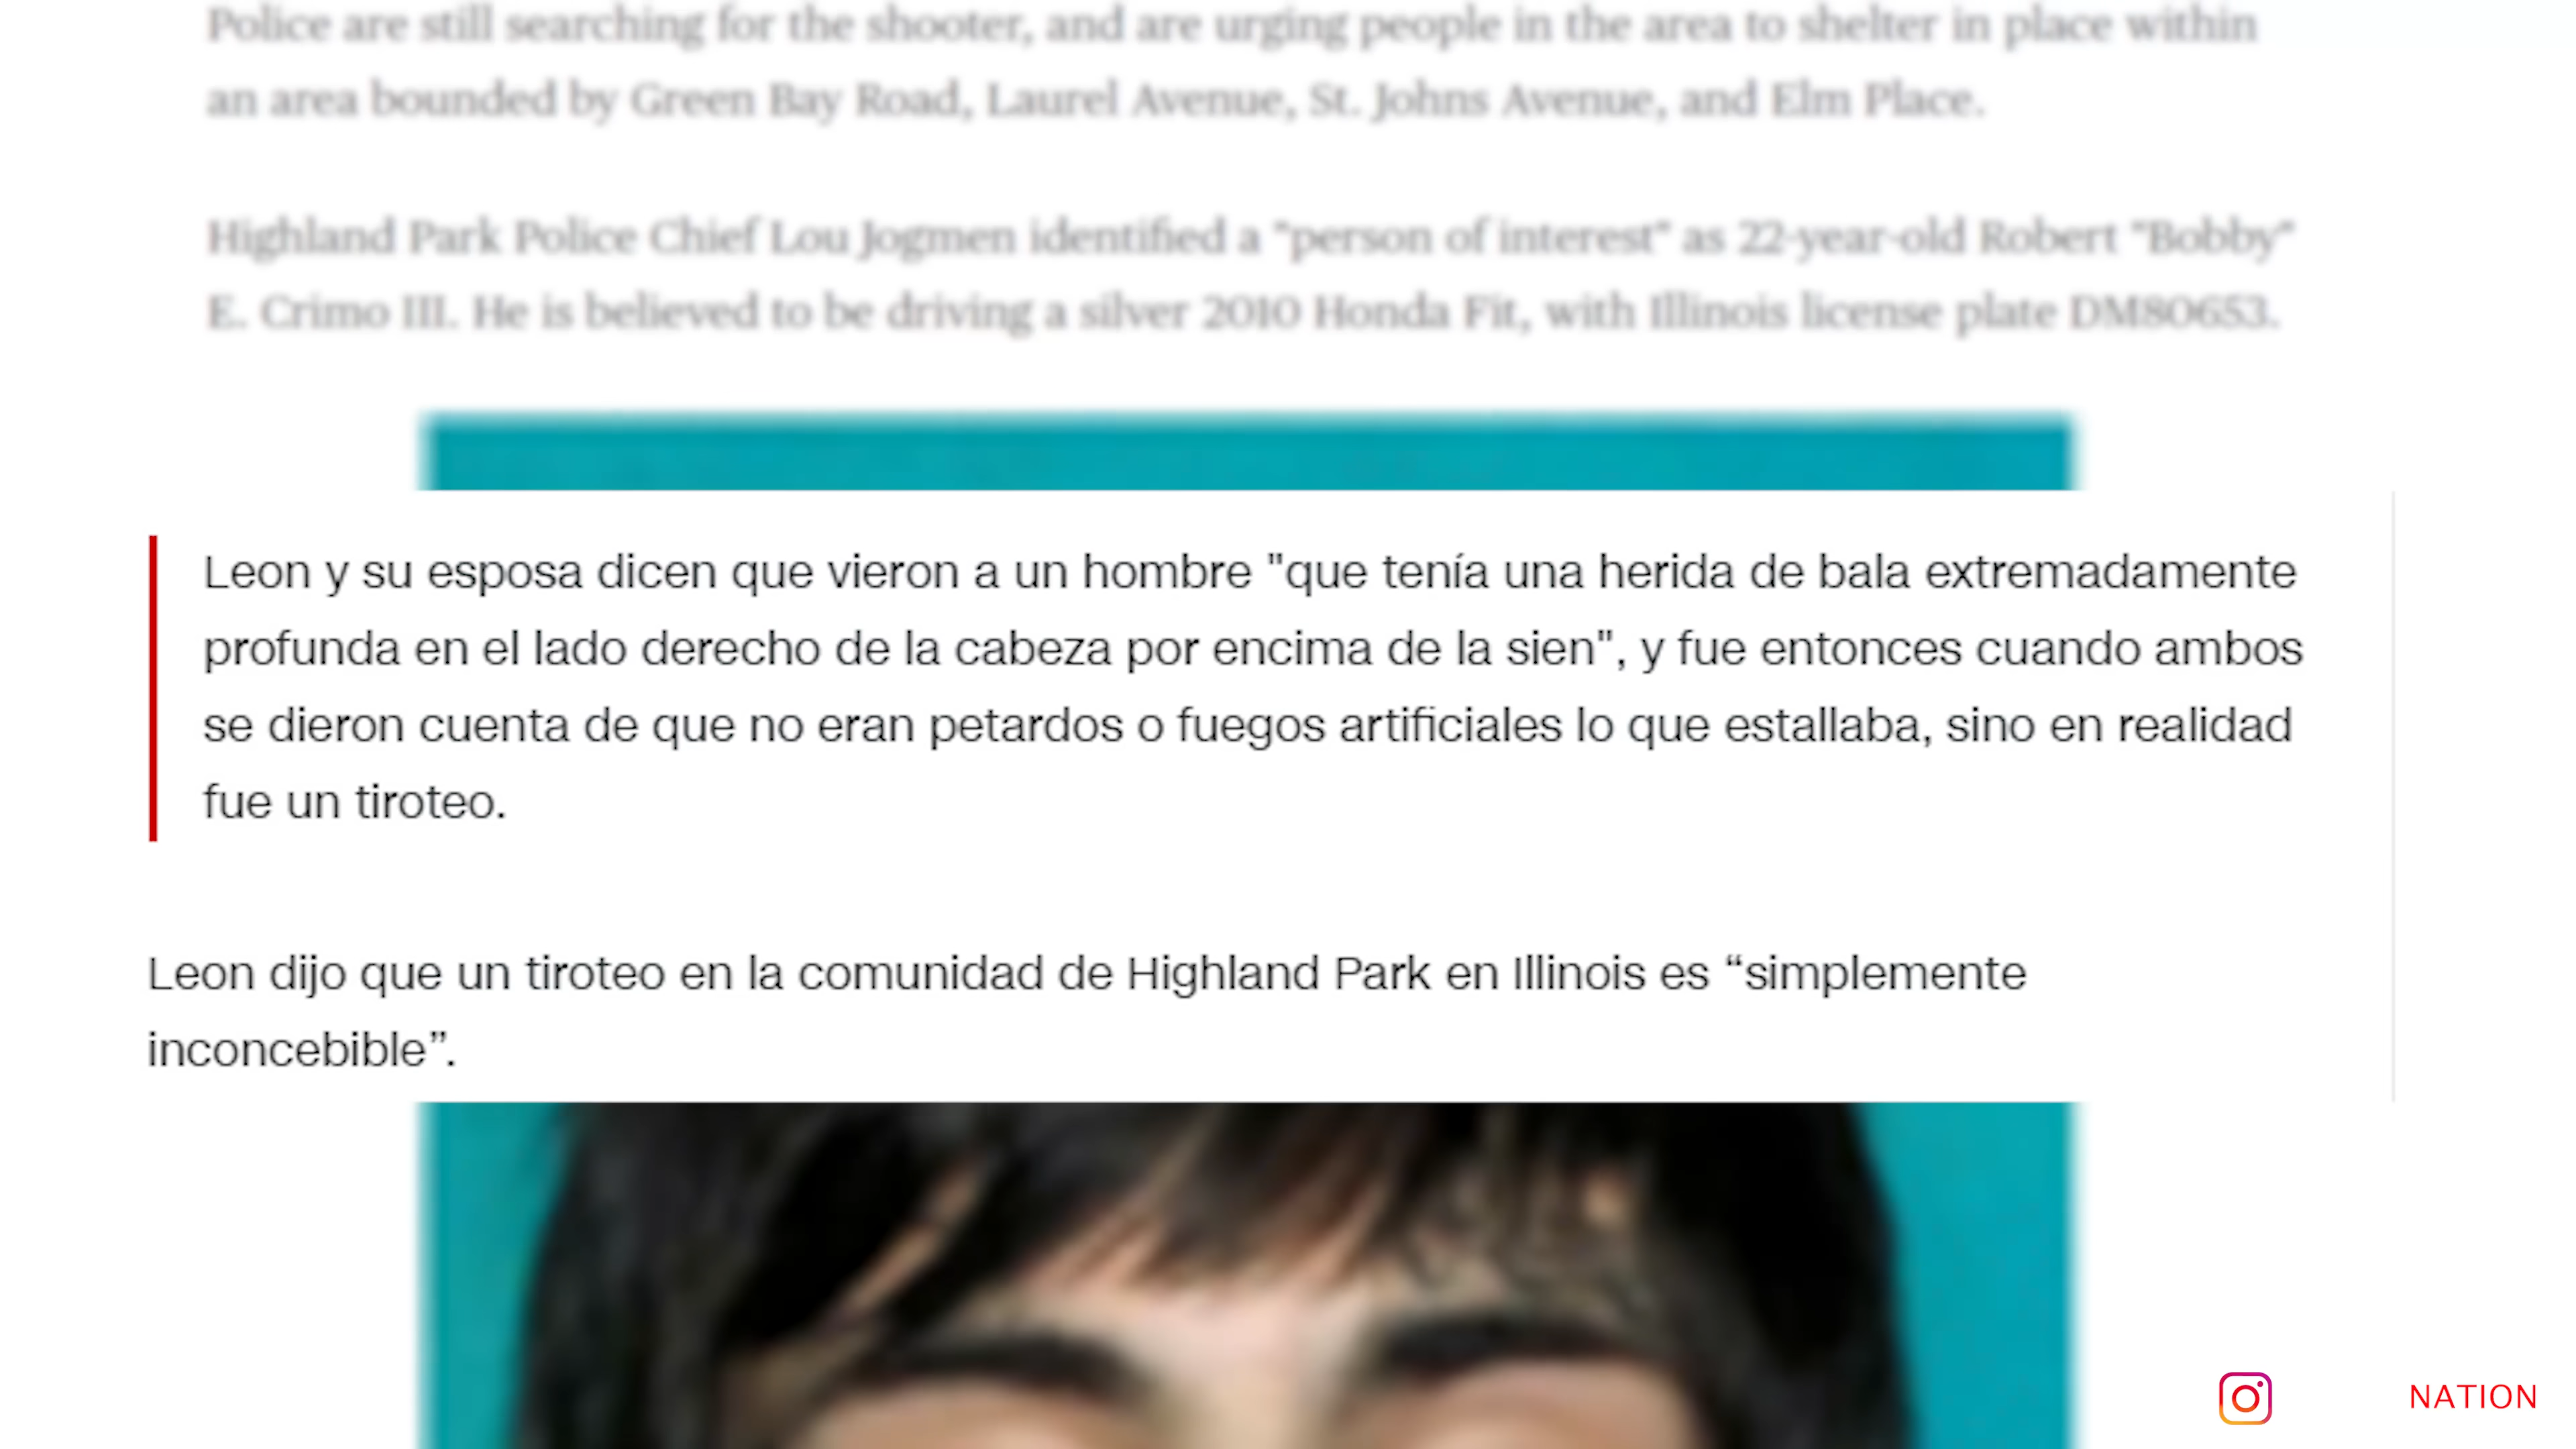 Police are still searching for the shooter, and are urging people in the area to shelter in place within
an area bounded by Green Bay Road, Laurel Avenue, St. Johns Avenue, and Elm Place.
Highland Park Police Chief Lou Jogmen identified a "person of interest" as 22-year-old Robert "Bobby"
E. Crimo III. He is believed to be driving a silver 2010 Honda Fit, with Illinois license plate DM80653.
Leon y su esposa dicen que vieron a un hombre "que tenía una herida de bala extremadamente
profunda en el lado derecho de la cabeza por encima de la sien", y fue entonces cuando ambos
se dieron cuenta de que no eran petardos o fuegos artificiales lo que estallaba, sino en realidad
fue un tiroteo.
Leon dijo que un tiroteo en la comunidad de Highland Park en Illinois es “simplemente
inconcebible”.
NATION